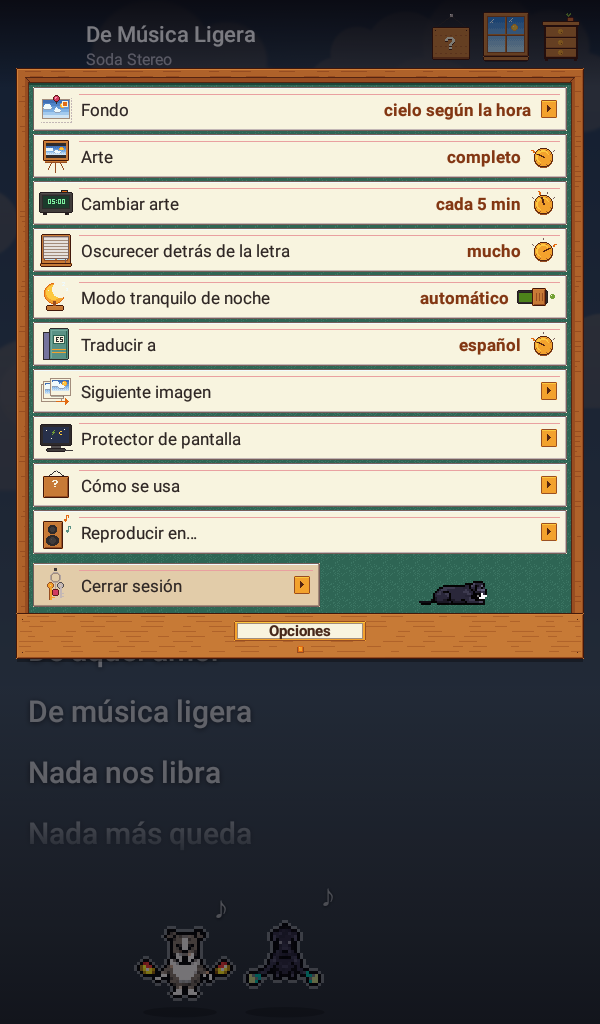 De Música Ligera
Soda Stereo
?
Fondo cielo según la hora
Arte completo
05:00 Cambiar arte cada 5 min
Oscurecer detrás de la letra mucho
Modo tranquilo de noche automático
ES Traducir a español
Siguiente imagen
Protector de pantalla
? Cómo se usa
Reproducir en...
Cerrar sesión
Opciones
De música ligera
Nada nos libra
Nada más queda